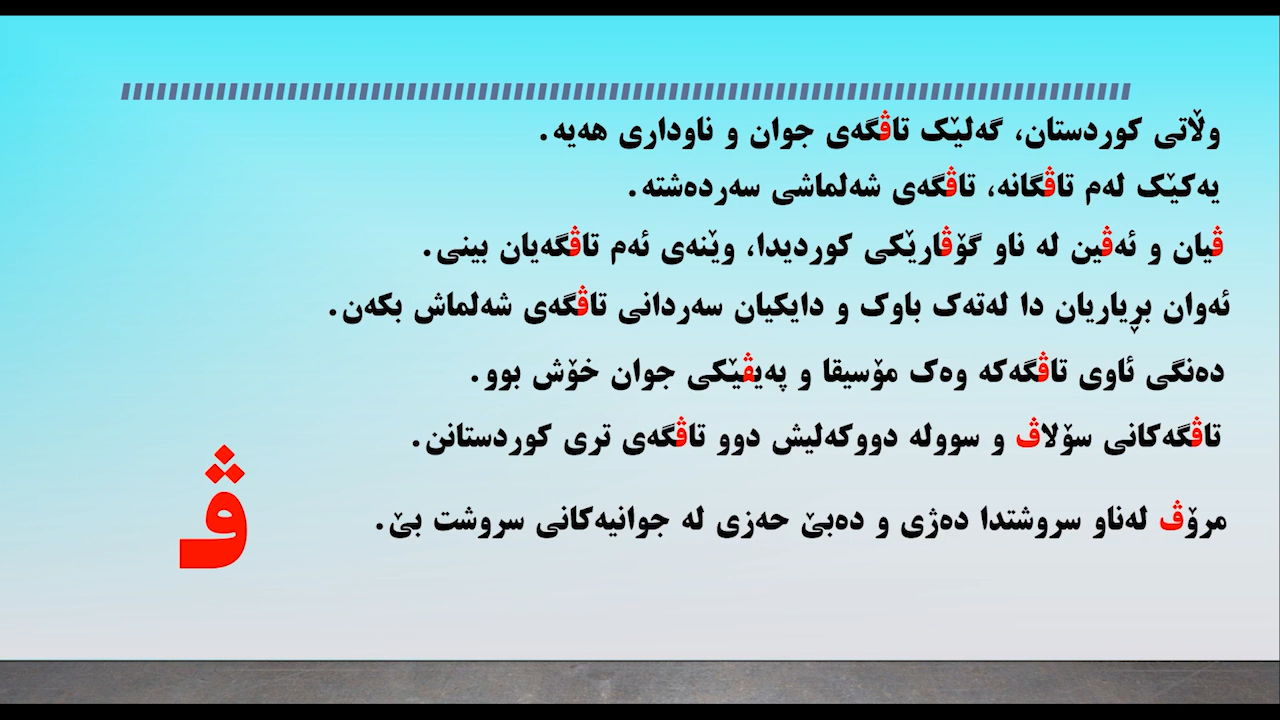 وڵاتی کوردستان، گەلێک تاڤگەی جوان و ناوداری هەیە.
یەکێک لەم تاڤگانە، تاڤگەی شەلماشی سەردەشتە.
ڤیان و ئەڤین لە ناو گۆڤارێکی کوردیدا، وێنەی ئەم تاڤگەیان بینی.
ئەوان بڕیاریان دا لەتەک باوک و دایکیان سەردانی تاڤگەی شەلماش بکەن.
دەنگی ئاوی تاڤگەکە وەک مۆسیقا و پەیڤێکی جوان خۆش بوو.
تاڤگەکانی سۆلاڤ و سوولە دووکەلیش دوو تاڤگەی تری کوردستانن.
مرۆڤ لەناو سروشتدا دەژی و دەبێ حەزی لە جوانیەکانی سروشت بێ.
ڤـ